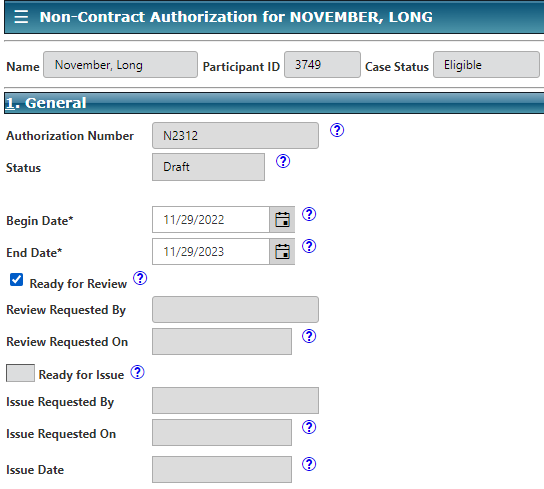 ☰ Non-Contract Authorization for NOVEMBER, LONG
Name November, Long Participant ID 3749 Case Status Eligible
1. General
Authorization Number N2312 ?
Status Draft ?
Begin Date* 11/29/2022 ?
End Date* 11/29/2023 ?
Ready for Review ?
Review Requested By
Review Requested On ?
Ready for Issue ?
Issue Requested By
Issue Requested On ?
Issue Date ?